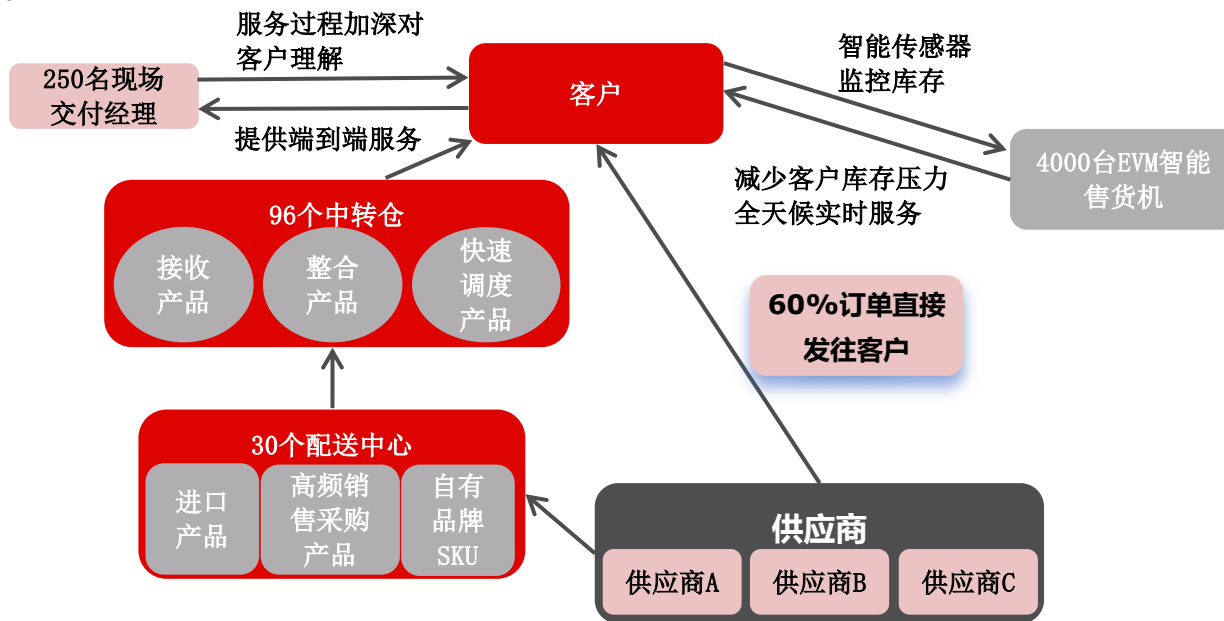 服务过程加深对
客户理解
250名现场
交付经理
提供端到端服务
客户
智能传感器
监控库存
4000台EVM智能
售货机
减少客户库存压力
全天候实时服务
96个中转仓
接收
产品
整合
产品
快速
调度
产品
60%订单直接
发往客户
30个配送中心
进口
产品
高频销
售采购
产品
自有
品牌
SKU
供应商
供应商A
供应商B
供应商C